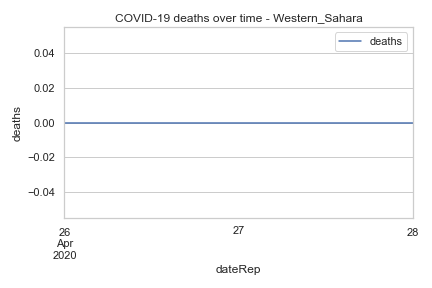 COVID-19 deaths over time - Western_Sahara
deaths
0.04
0.02
0.00
−0.02
−0.04
deaths
26
Apr
2020
27
28
dateRep